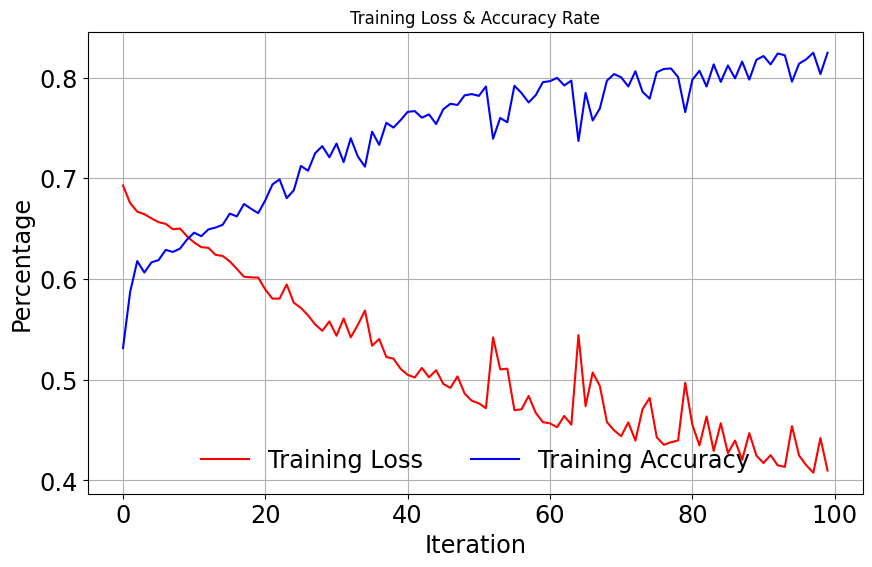 Training Loss & Accuracy Rate
Percentage
0.8
0.7
0.6
0.5
0.4
Training Loss Training Accuracy
0 20 40 60 80 100
Iteration